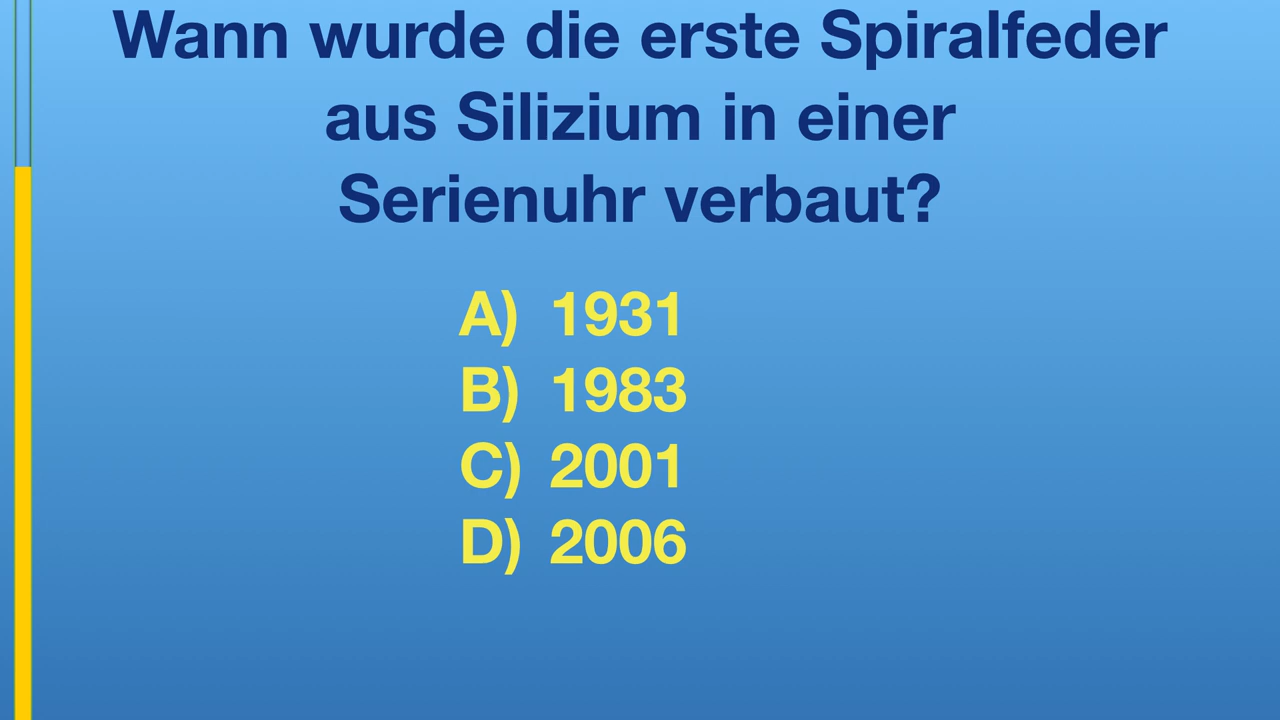 Wann wurde die erste Spiralfeder
aus Silizium in einer
Serienuhr verbaut?
A) 1931
B) 1983
C) 2001
D) 2006